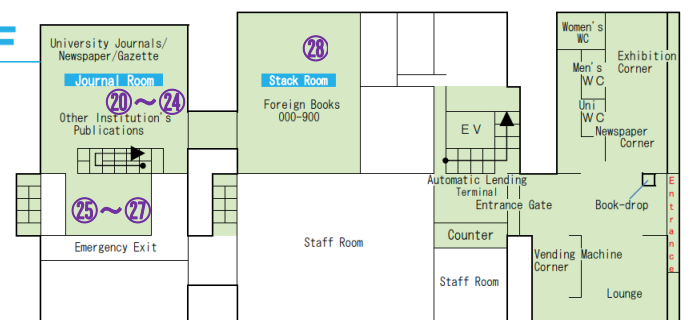 University Journals/
Newspaper/Gazette
Journal Room
⑳～㉔
Other Institution's
Publications
㉕～㉗
Emergency Exit
㉘
Stack Room
Foreign Books
000-900
Staff Room
EV
Automatic Lending
Terminal
Entrance Gate
Counter
Staff Room
Women's
WC
Men's
WC
Uni
WC
Exhibition
Corner
Newspaper
Corner
Book-drop
Entrance
Vending Machine
Corner
Lounge